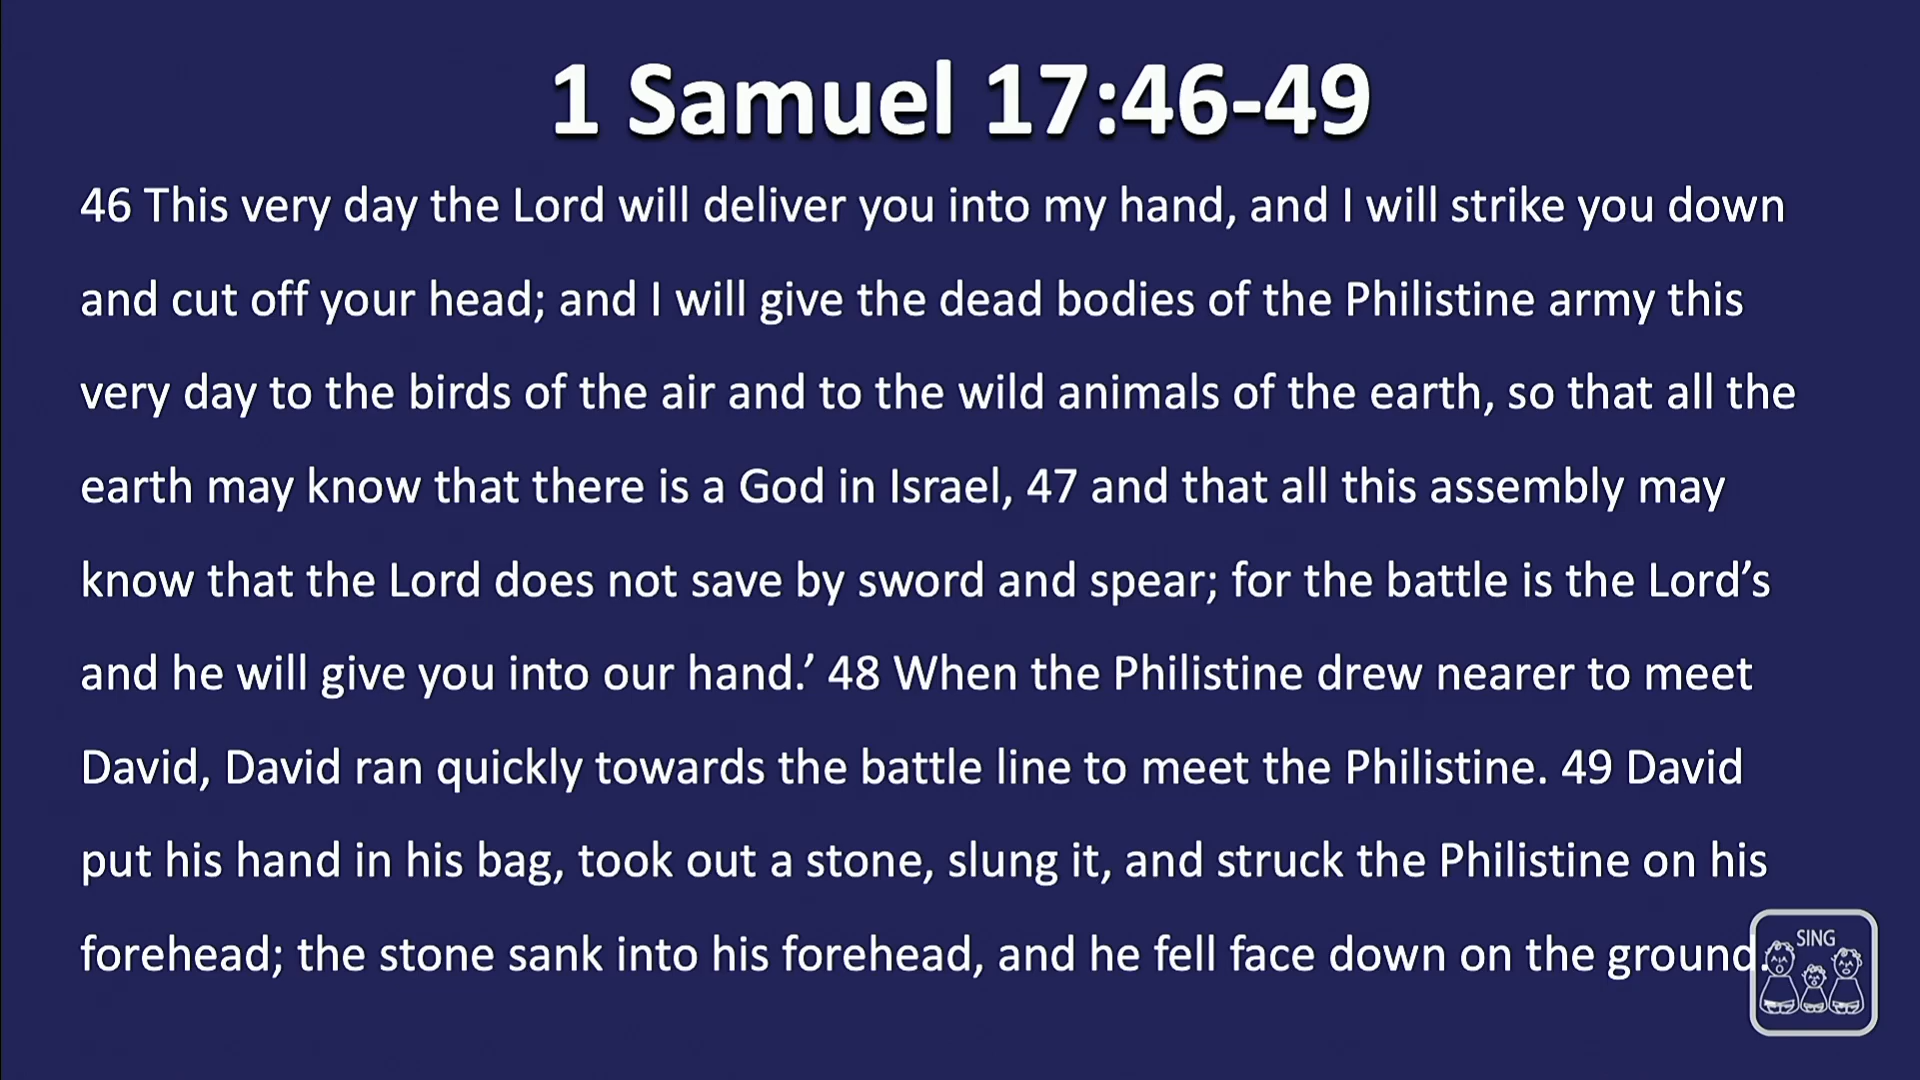 1 Samuel 17:46-49
46 This very day the Lord will deliver you into my hand, and I will strike you down
and cut off your head; and I will give the dead bodies of the Philistine army this
very day to the birds of the air and to the wild animals of the earth, so that all the
earth may know that there is a God in Israel, 47 and that all this assembly may
know that the Lord does not save by sword and spear; for the battle is the Lord’s
and he will give you into our hand.’ 48 When the Philistine drew nearer to meet
David, David ran quickly towards the battle line to meet the Philistine. 49 David
put his hand in his bag, took out a stone, slung it, and struck the Philistine on his
forehead; the stone sank into his forehead, and he fell face down on the ground.
SING